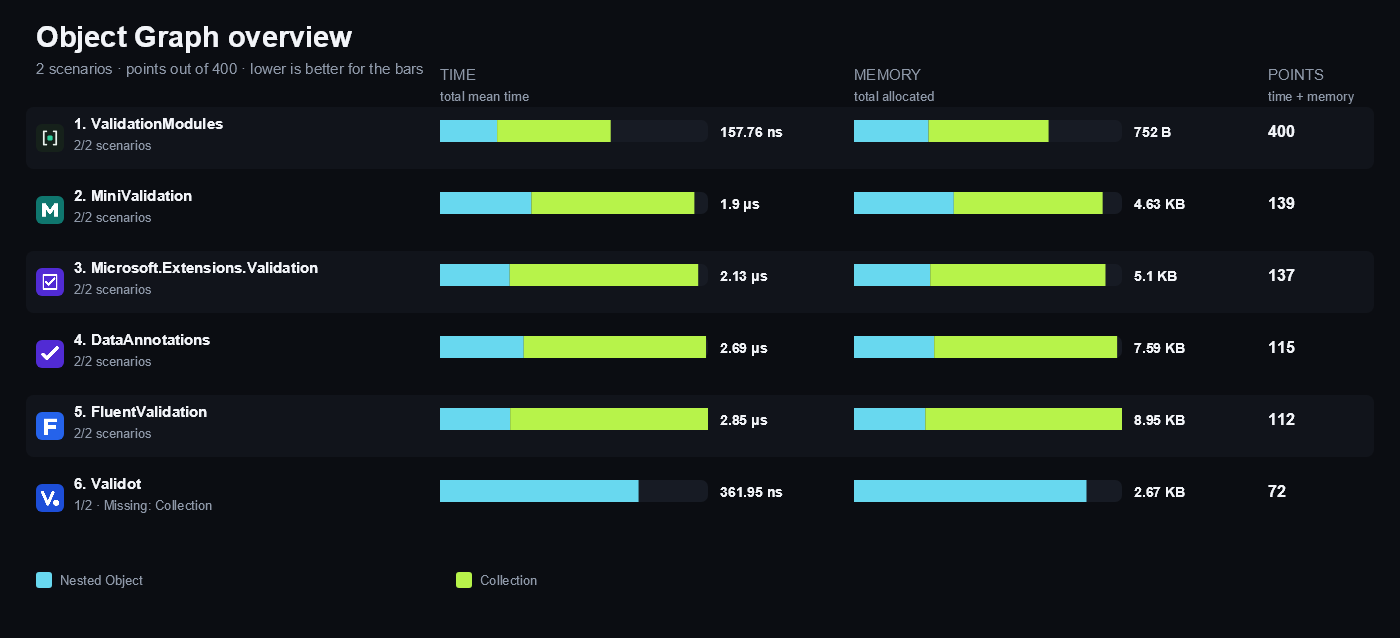 Object Graph overview
2 scenarios · points out of 400 · lower is better for the bars
TIME
total mean time
MEMORY
total allocated
POINTS
time + memory
1. ValidationModules
2/2 scenarios
157.76 ns
752 B
400
M
2. MiniValidation
2/2 scenarios
1.9 µs
4.63 KB
139
3. Microsoft.Extensions.Validation
2/2 scenarios
2.13 µs
5.1 KB
137
4. DataAnnotations
2/2 scenarios
2.69 µs
7.59 KB
115
F
5. FluentValidation
2/2 scenarios
2.85 µs
8.95 KB
112
V.
6. Validot
1/2 · Missing: Collection
361.95 ns
2.67 KB
72
Nested Object
Collection